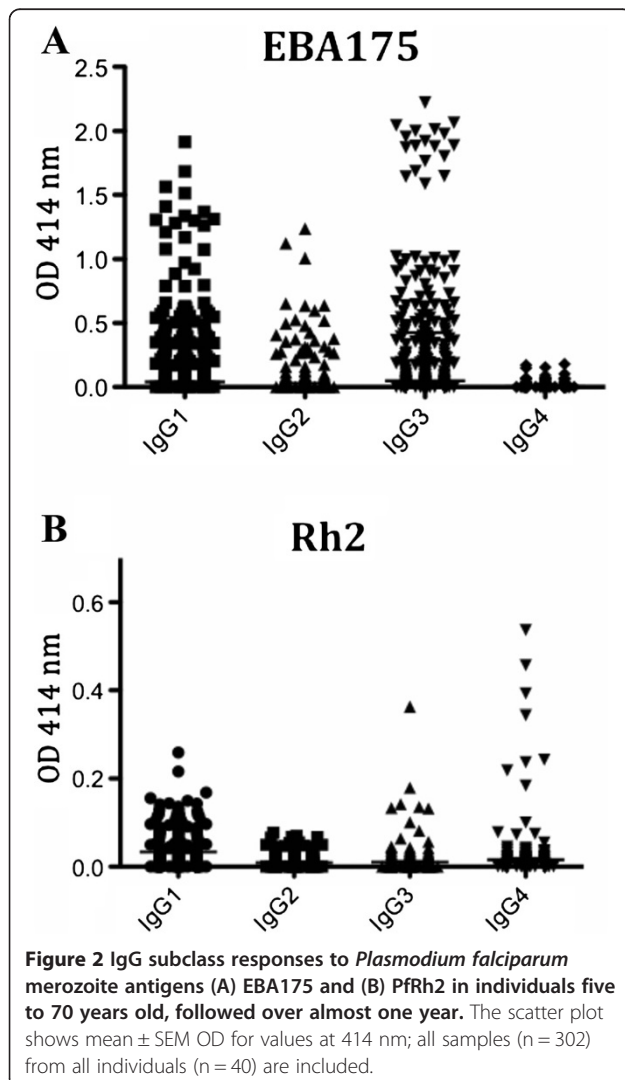 A
EBA175
2.5
2.0
1.5
1.0
0.5
0.0
OD 414 nm
IgG1
IgG2
IgG3
IgG4
B
Rh2
0.6
0.4
0.2
0.0
OD 414 nm
IgG1
IgG2
IgG3
IgG4
Figure 2 IgG subclass responses to Plasmodium falciparum
merozoite antigens (A) EBA175 and (B) PfRh2 in individuals five
to 70 years old, followed over almost one year. The scatter plot
shows mean ± SEM OD for values at 414 nm; all samples (n = 302)
from all individuals (n = 40) are included.